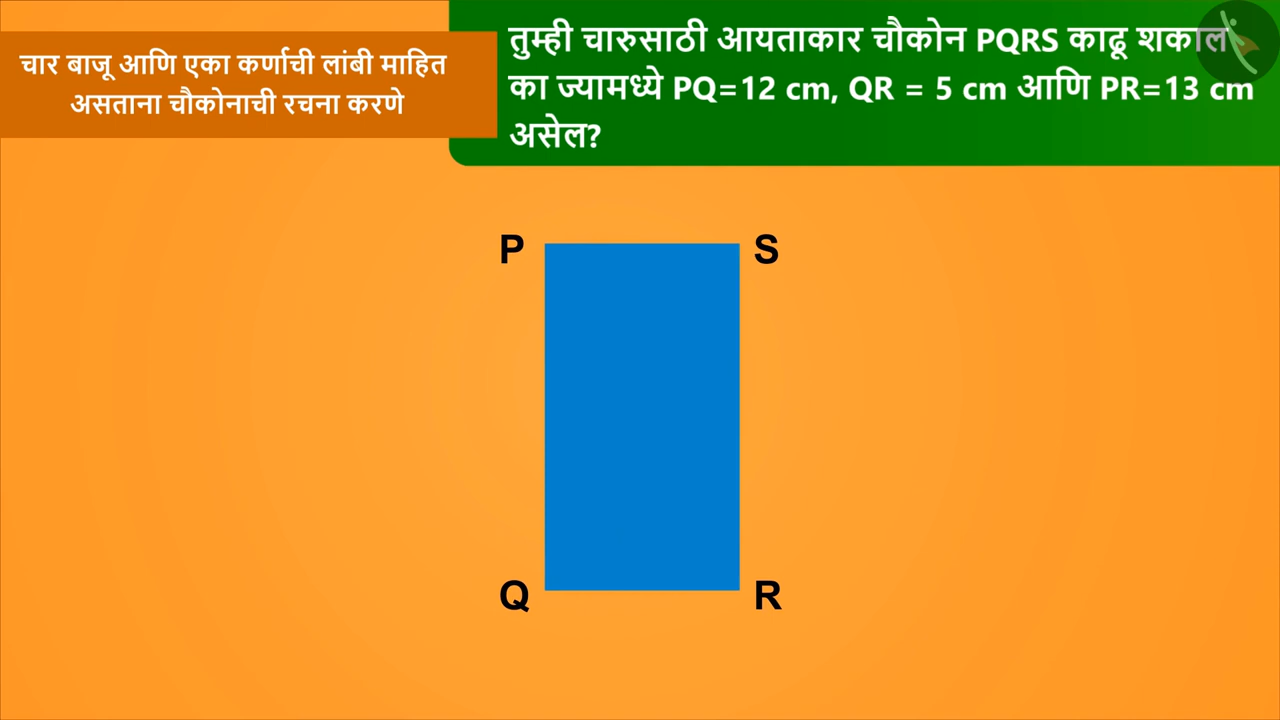 चार बाजू आणि एका कर्णाची लांबी माहित
असताना चौकोनाची रचना करणे
तुम्ही चारुसाठी आयताकार चौकोन PQRS काढू शकाल
का ज्यामध्ये PQ=12 cm, QR = 5 cm आणि PR=13 cm
असेल?
P
S
Q
R